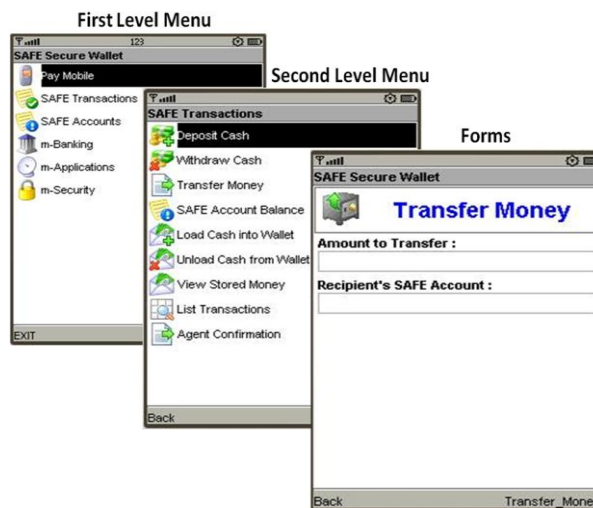 First Level Menu
123
SAFE Secure Wallet
Pay Mobile
SAFE Transactions
SAFE Accounts
m-Banking
m-Applications
m-Security
EXIT
Second Level Menu
SAFE Transactions
Deposit Cash
Withdraw Cash
Transfer Money
SAFE Account Balance
Load Cash into Wallet
Unload Cash from Wallet
View Stored Money
List Transactions
Agent Confirmation
Back
Forms
SAFE Secure Wallet
Transfer Money
Amount to Transfer :
Recipient's SAFE Account :
Back Transfer_Mone